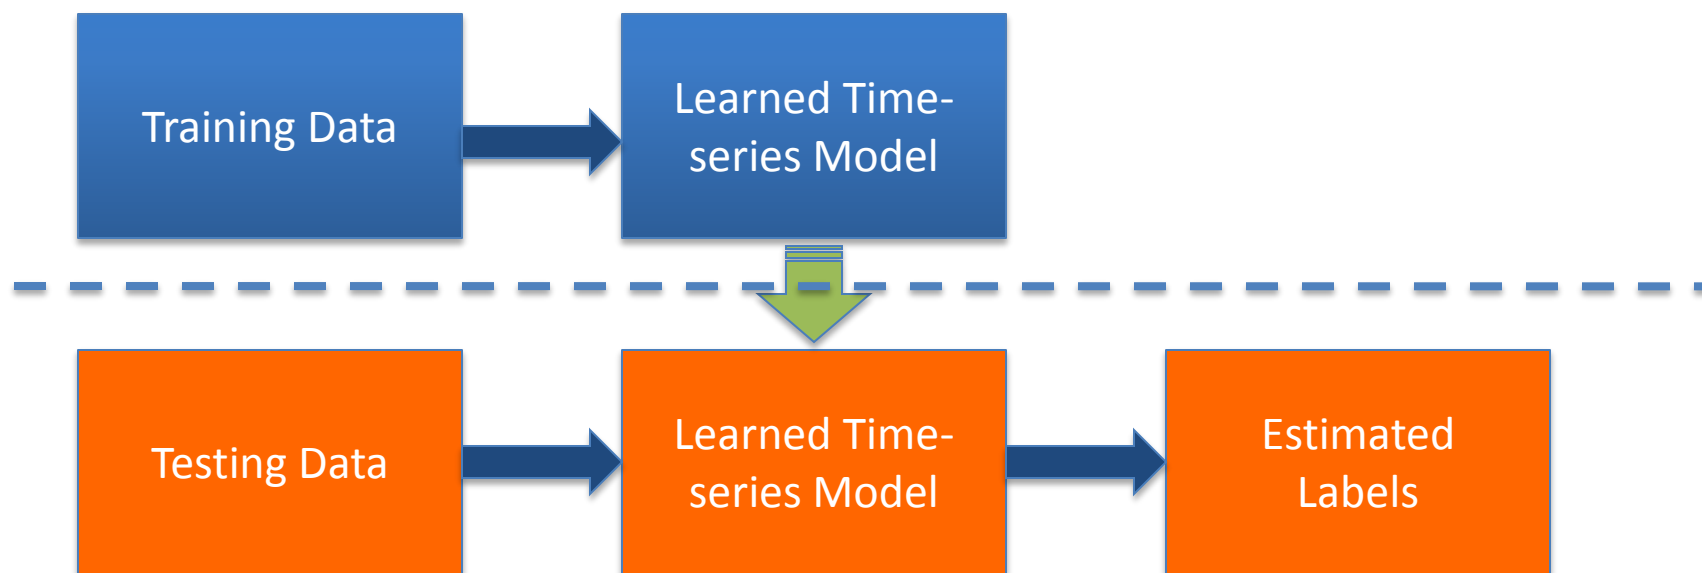 Training Data
Learned Time-
series Model
Testing Data
Learned Time-
series Model
Estimated
Labels